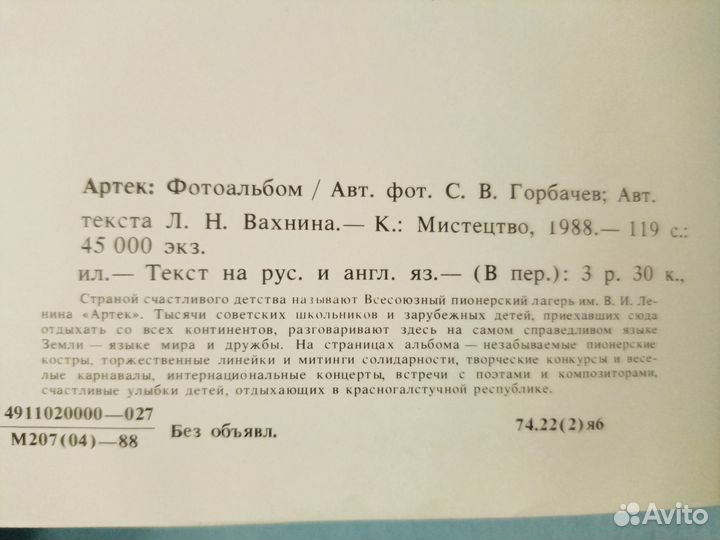 Артек: Фотоальбом / Авт. фот. С. В. Горбачев; Авт.
текста Л. Н. Вахнина.— К.: Мистецтво, 1988.— 119 с.:
45 000 экз.
ил.— Текст на рус. и англ. яз.— (В пер.): 3 р. 30 к.,
Страной счастливого детства называют Всесоюзный пионерский лагерь им. В. И. Ле-
нина «Артек». Тысячи советских школьников и зарубежных детей, приехавших сюда
отдыхать со всех континентов, разговаривают здесь на самом справедливом языке
Земли — языке мира и дружбы. На страницах альбома — незабываемые пионерские
костры, торжественные линейки и митинги солидарности, творческие конкурсы и весе-
лые карнавалы, интернациональные концерты, встречи с поэтами и композиторами,
счастливые улыбки детей, отдыхающих в красногалстучной республике.
4911020000—027
М207(04)—88
Без объявл.
74.22(2)я6
Avito